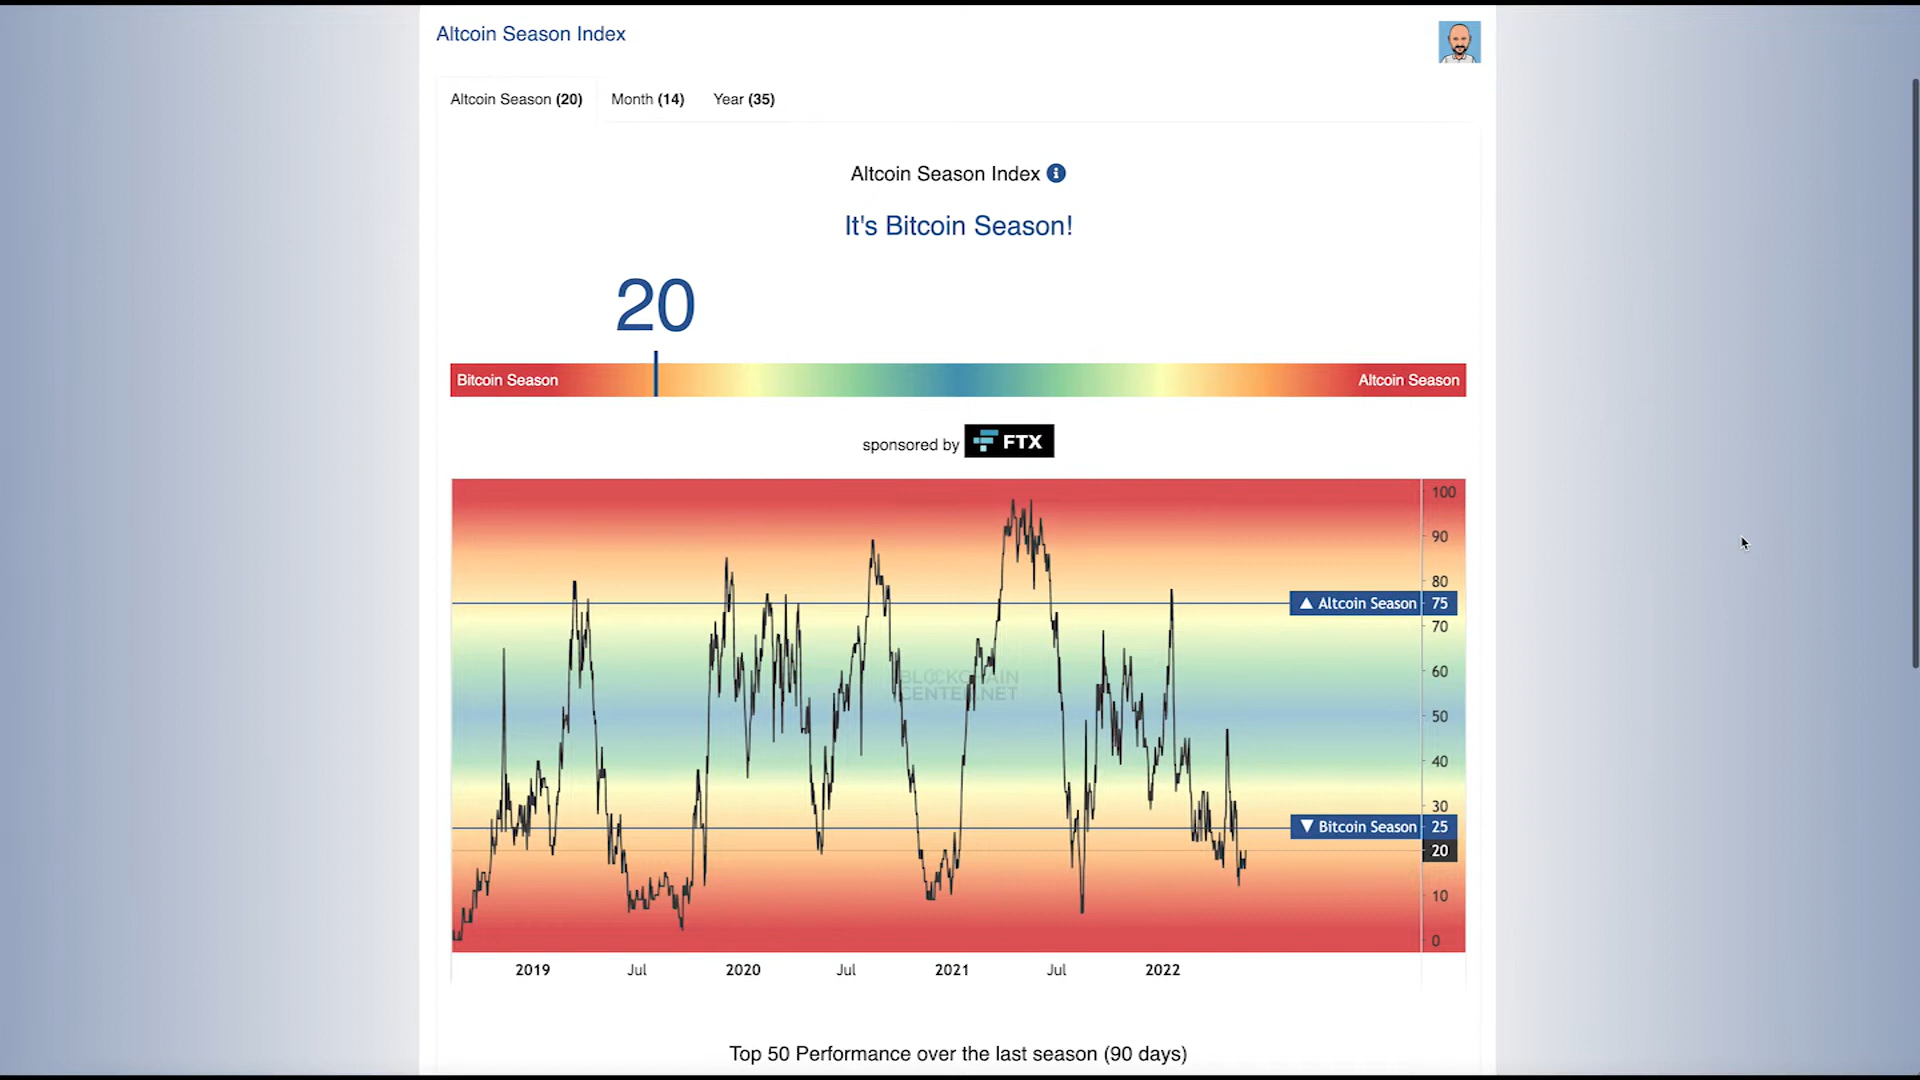 Altcoin Season Index
Altcoin Season (20) Month (14) Year (35)
Altcoin Season Index
It's Bitcoin Season!
20
Bitcoin Season Altcoin Season
sponsored by FTX
100
90
80
▲ Altcoin Season 75
70
60
BLOCKCHAIN
CENTER.NET
50
40
30
▼ Bitcoin Season 25
20
10
0
2019 Jul 2020 Jul 2021 Jul 2022
Top 50 Performance over the last season (90 days)